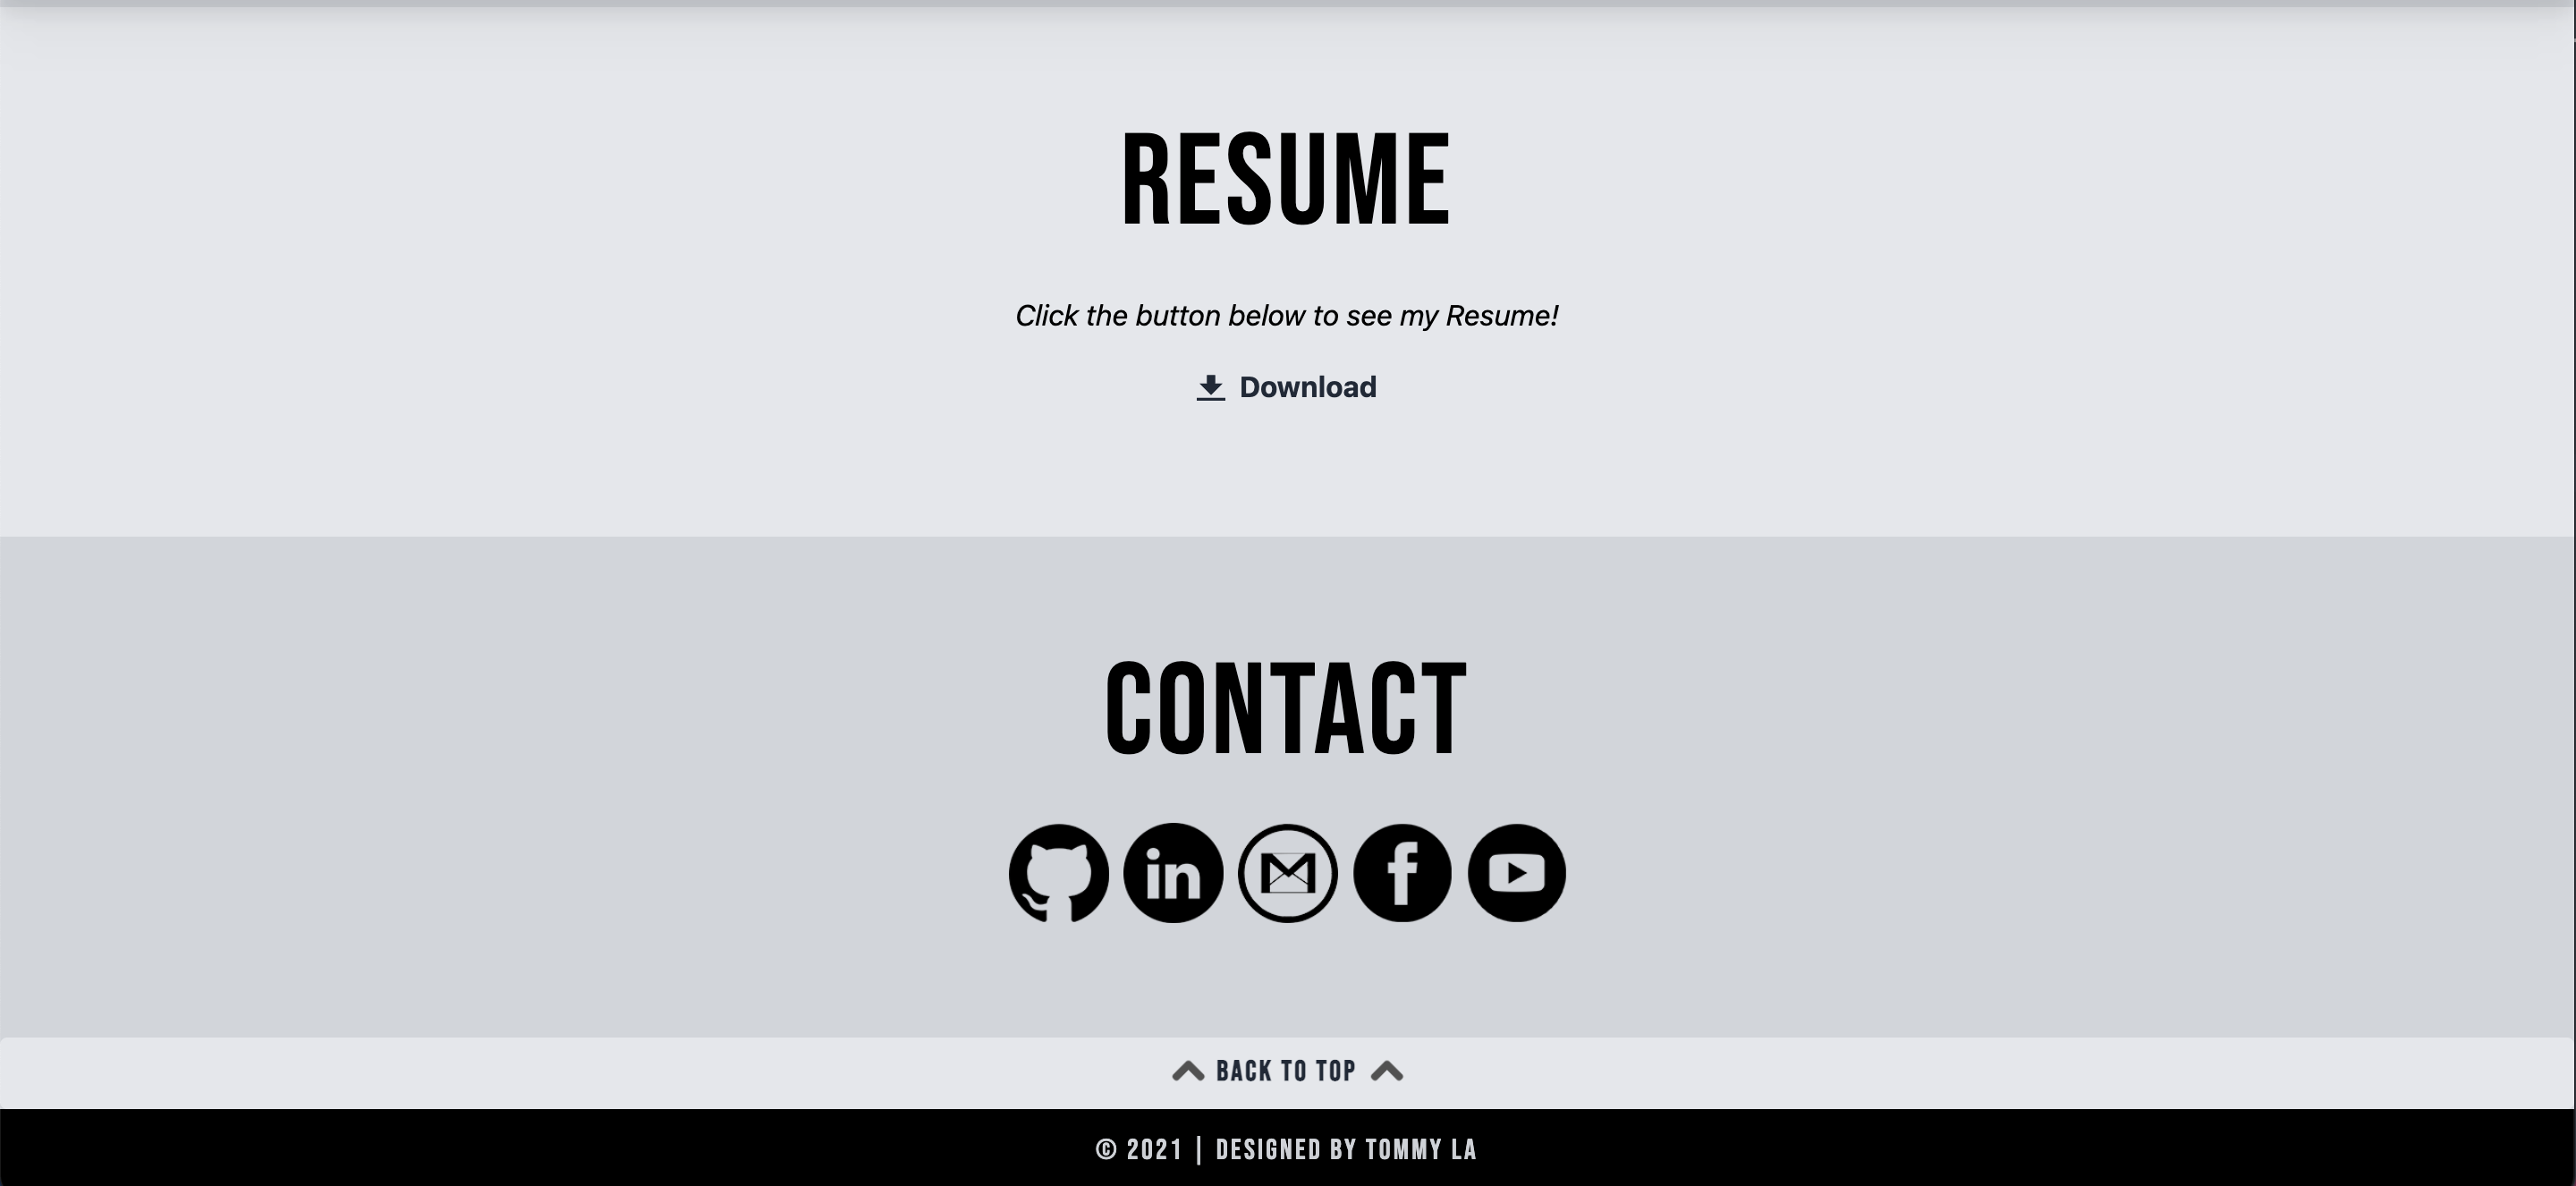 RESUME
Click the button below to see my Resume!
Download
CONTACT
in
f
BACK TO TOP
© 2021 | DESIGNED BY TOMMY LA